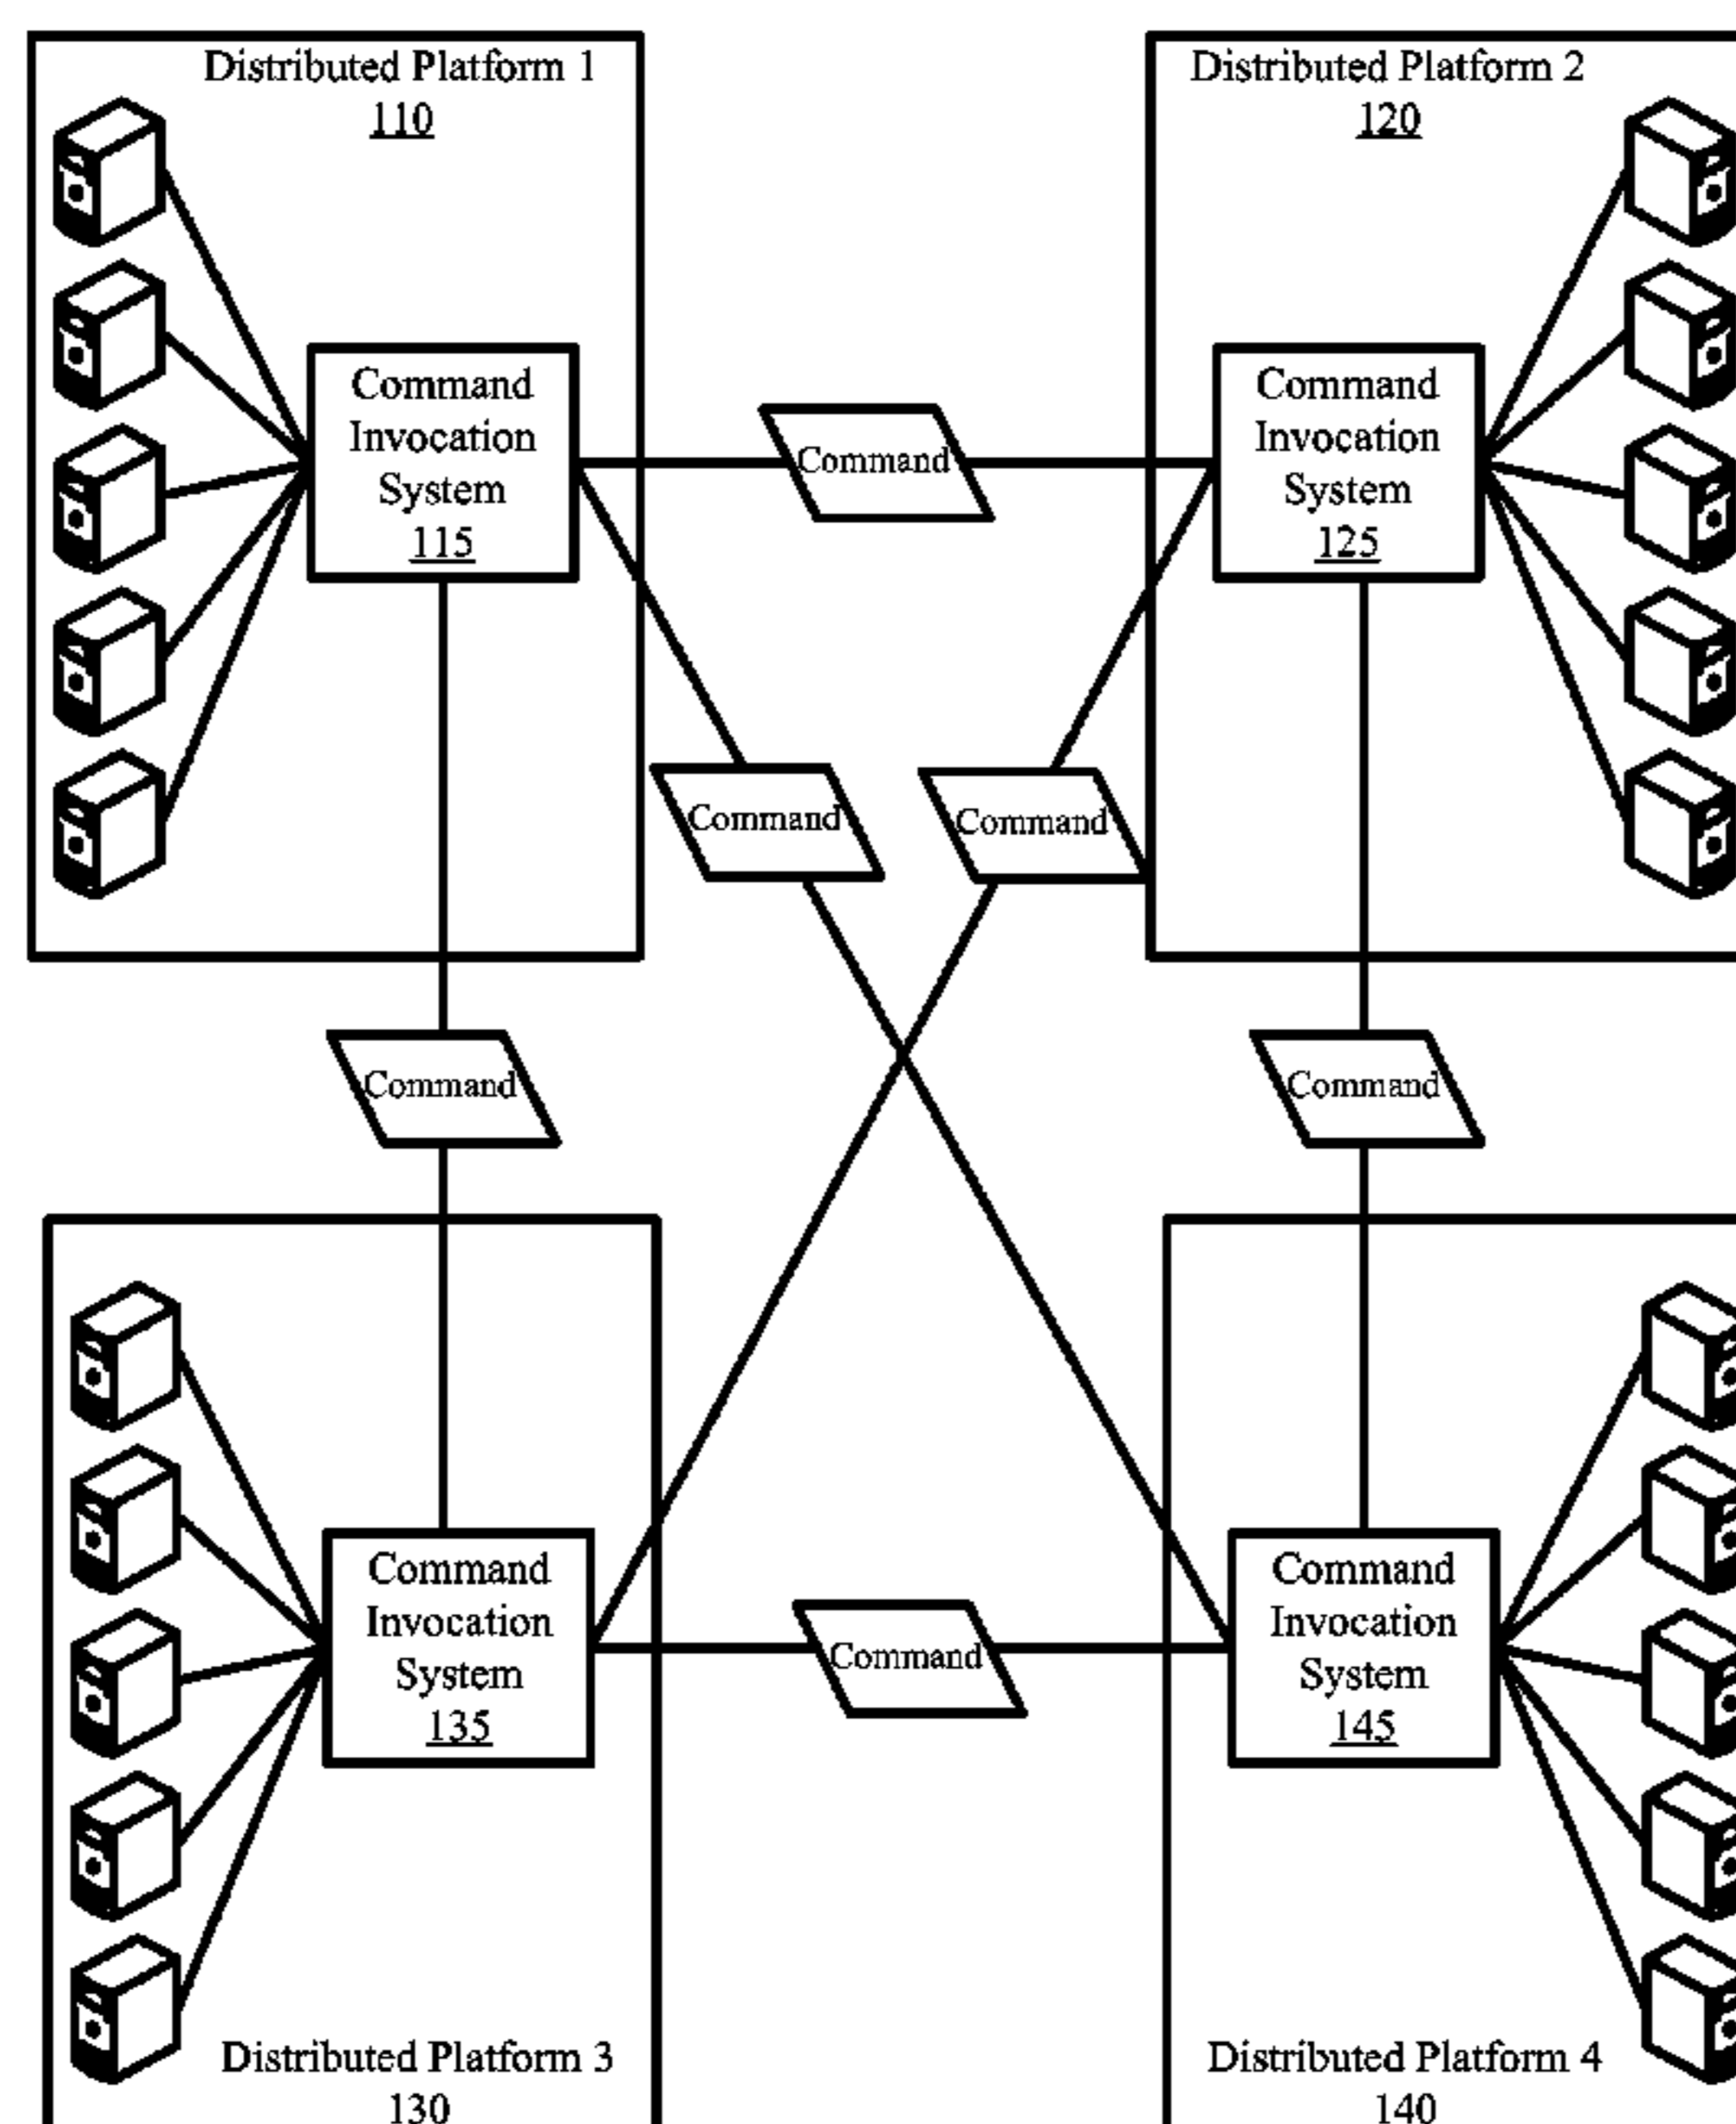 Distributed Platform 1
110
Distributed Platform 2
120
Command
Invocation
System
115
Command
Command
Invocation
System
125
Command
Command
Command
Command
Command
Invocation
System
135
Command
Command
Invocation
System
145
Distributed Platform 3
130
Distributed Platform 4
140